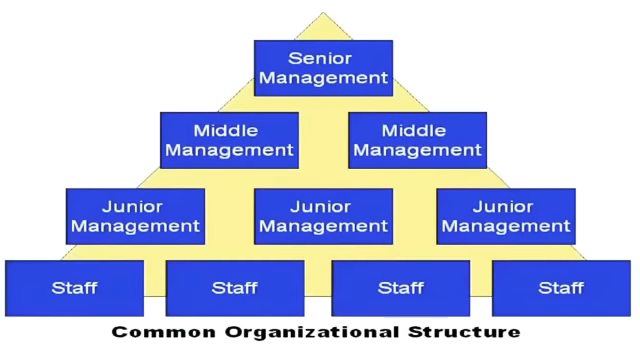 Senior
Management
Middle
Management
Middle
Management
Junior
Management
Junior
Management
Junior
Management
Staff
Staff
Staff
Staff
Common Organizational Structure